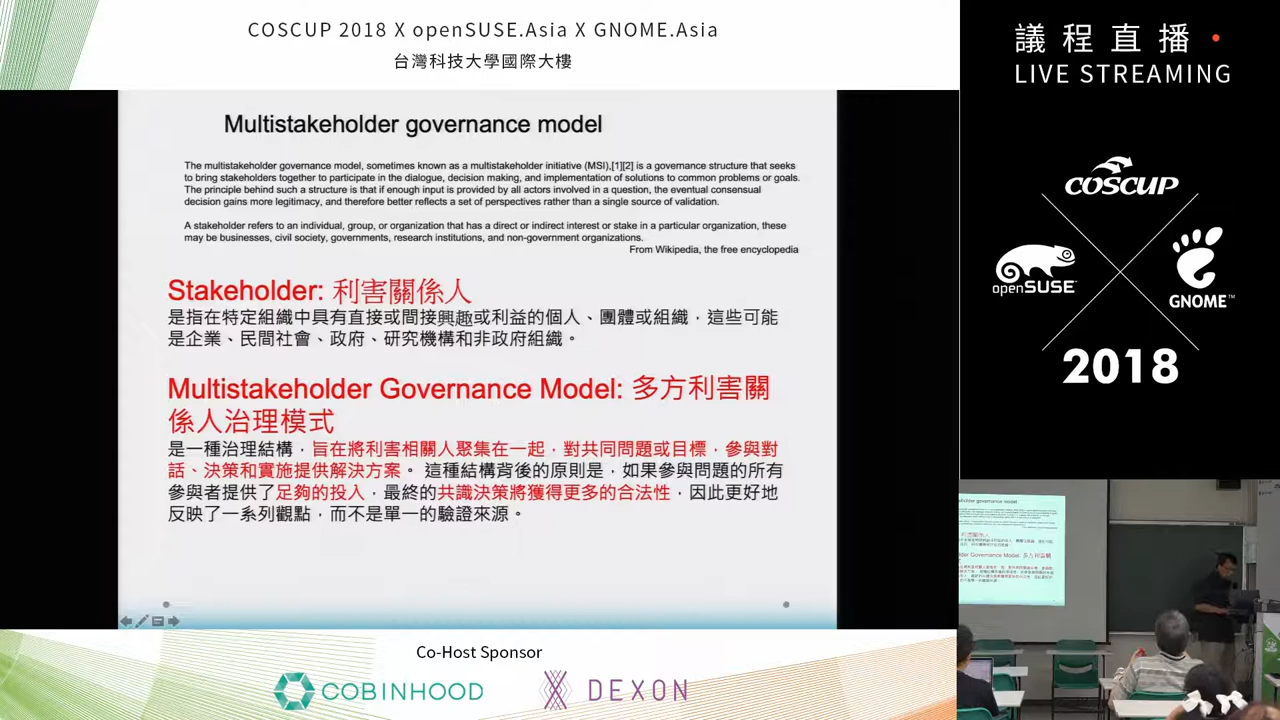 COSCUP 2018 X openSUSE.Asia X GNOME.Asia
台灣科技大學國際大樓
議程直播
LIVE STREAMING
Multistakeholder governance model
The multistakeholder governance model, sometimes known as a multistakeholder initiative (MSI),[1][2] is a governance structure that seeks
to bring stakeholders together to participate in the dialogue, decision making, and implementation of solutions to common problems or goals.
The principle behind such a structure is that if enough input is provided by all actors involved in a question, the eventual consensual
decision gains more legitimacy, and therefore better reflects a set of perspectives rather than a single source of validation.
A stakeholder refers to an individual, group, or organization that has a direct or indirect interest or stake in a particular organization, these
may be businesses, civil society, governments, research institutions, and non-government organizations.
From Wikipedia, the free encyclopedia
Stakeholder: 利害關係人
是指在特定組織中具有直接或間接興趣或利益的個人、團體或組織，這些可能
是企業、民間社會、政府、研究機構和非政府組織。
Multistakeholder Governance Model: 多方利害關
係人治理模式
是一種治理結構，旨在將利害相關人聚集在一起，對共同問題或目標，參與對
話、決策和實施提供解決方案。 這種結構背後的原則是，如果參與問題的所有
參與者提供了足夠的投入，最終的共識決策將獲得更多的合法性，因此更好地
反映了一系列觀點，而不是單一的驗證來源。
COSCUP
openSUSE
GNOME™
2018
Co-Host Sponsor
COBINHOOD
DEXON